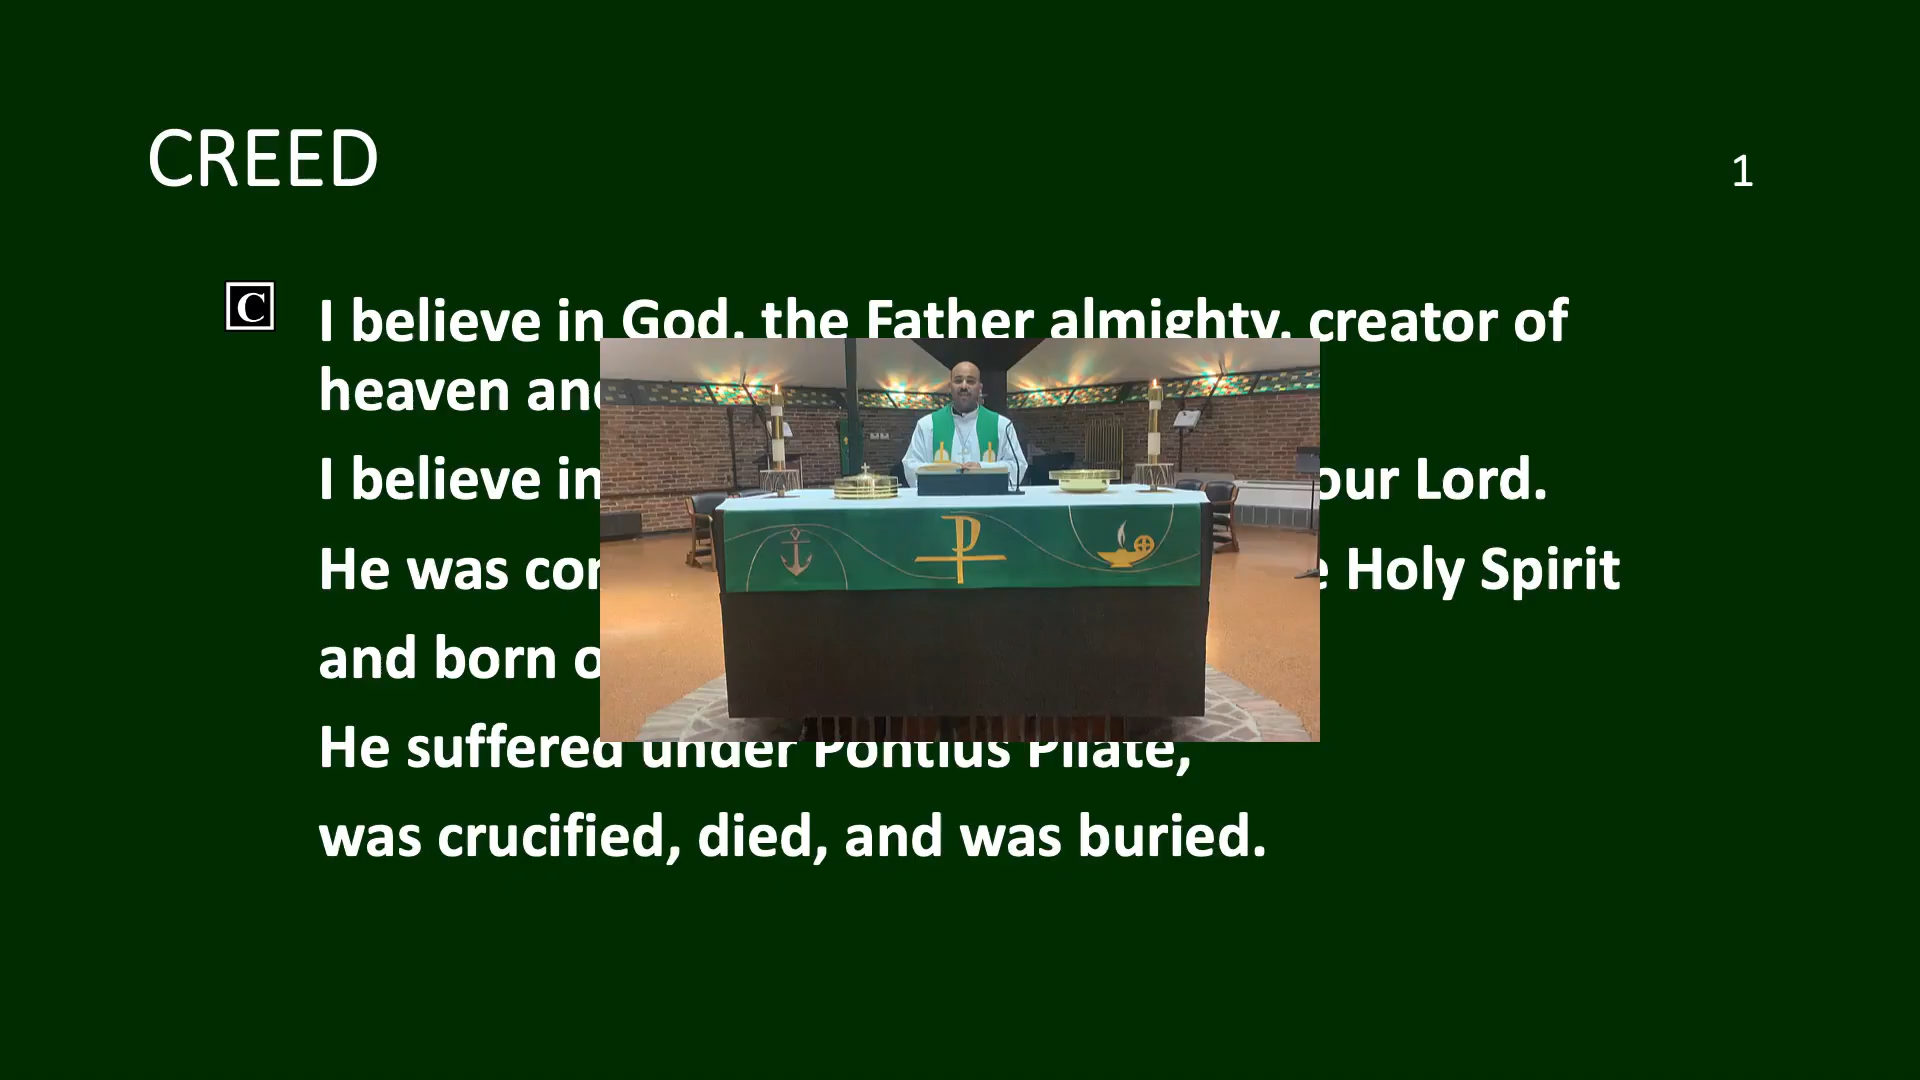 CREED
1
C I believe in God, the Father almighty, creator of
heaven and
I believe in our Lord.
He was Holy Spirit
and born
He suffered under Pontius Pilate,
was crucified, died, and was buried.